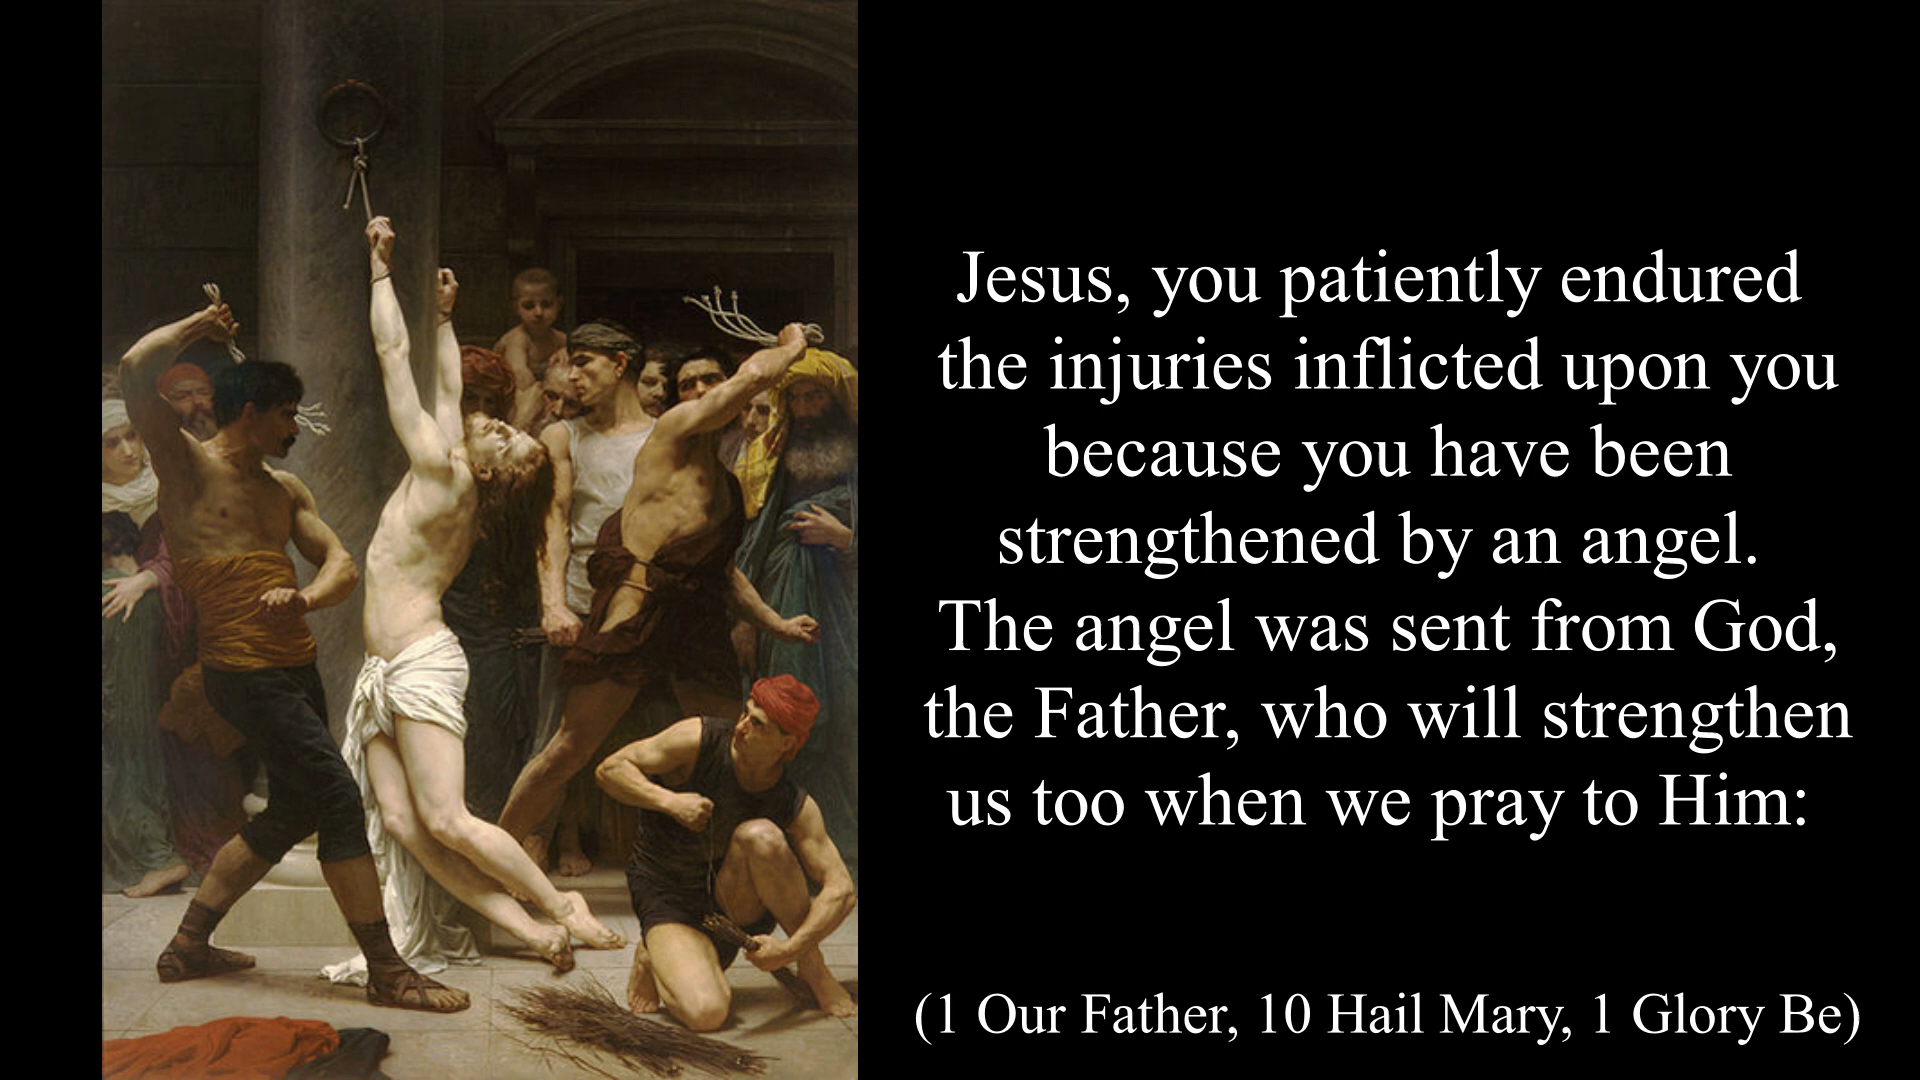 Jesus, you patiently endured
the injuries inflicted upon you
because you have been
strengthened by an angel.
The angel was sent from God,
the Father, who will strengthen
us too when we pray to Him:
(1 Our Father, 10 Hail Mary, 1 Glory Be)